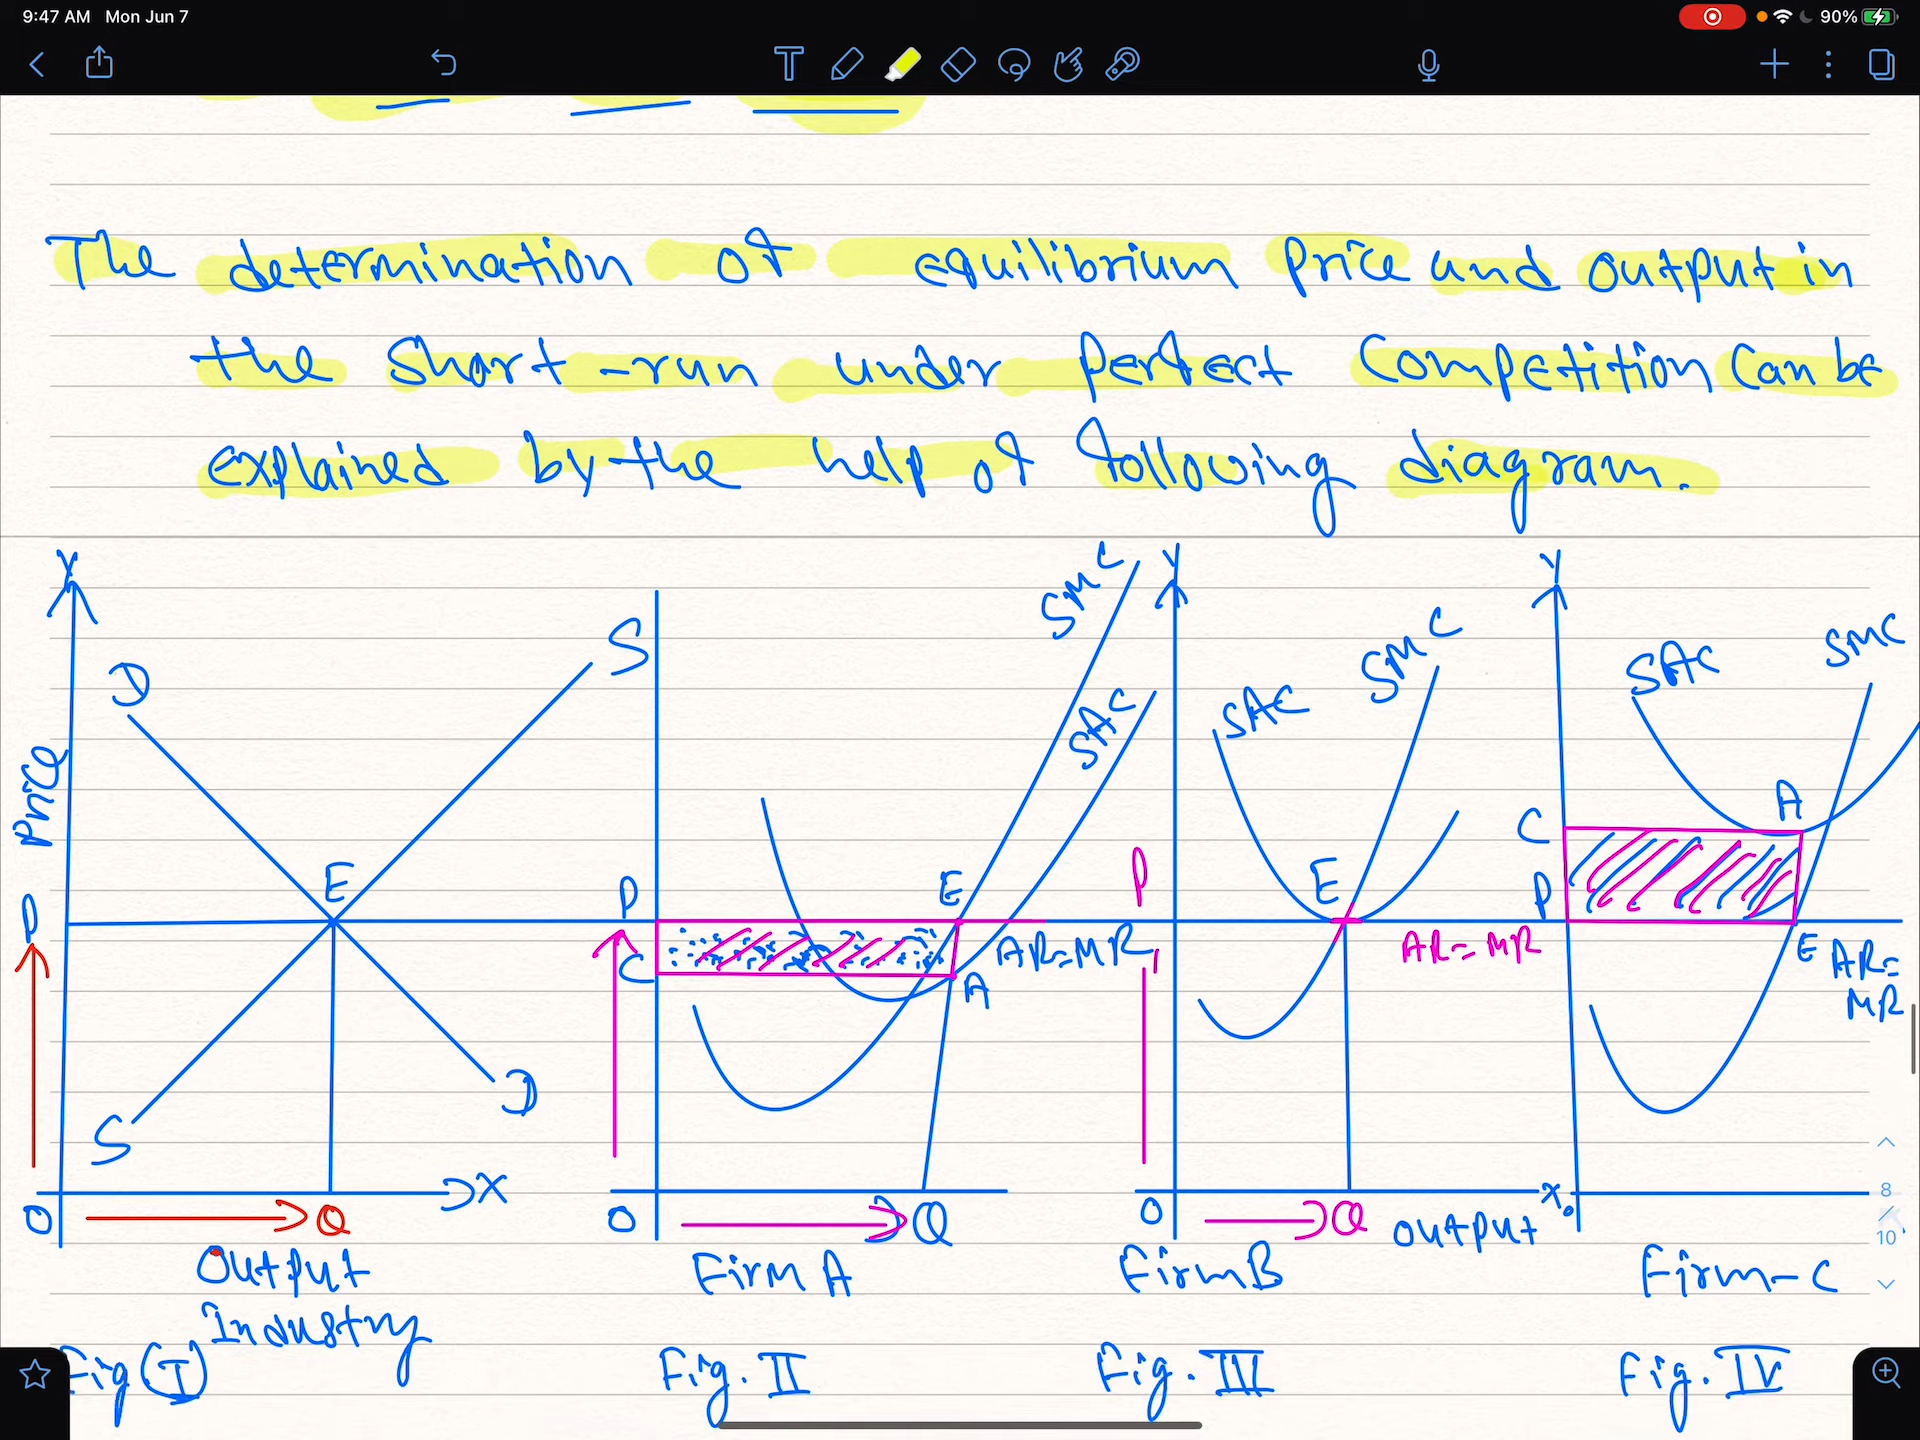 9:47 AM Mon Jun 7
90%
T
The determination of equilibrium price and output in
the short-run under perfect competition can be
explained by the help of following diagram.
Y
D
S
Price
P
E
S
D
O
Q
X
Output
Industry
Fig (I)
SMC
SAC
P
E
C
AR=MR
A
O
Q
Firm A
Fig. II
Y
SMC
SAC
P
E
AR=MR
O
Q
Output
X
Firm B
Fig. III
Y
SAC
SMC
C
A
P
E
AR=
MR
Firm-C
Fig. IV
8
10